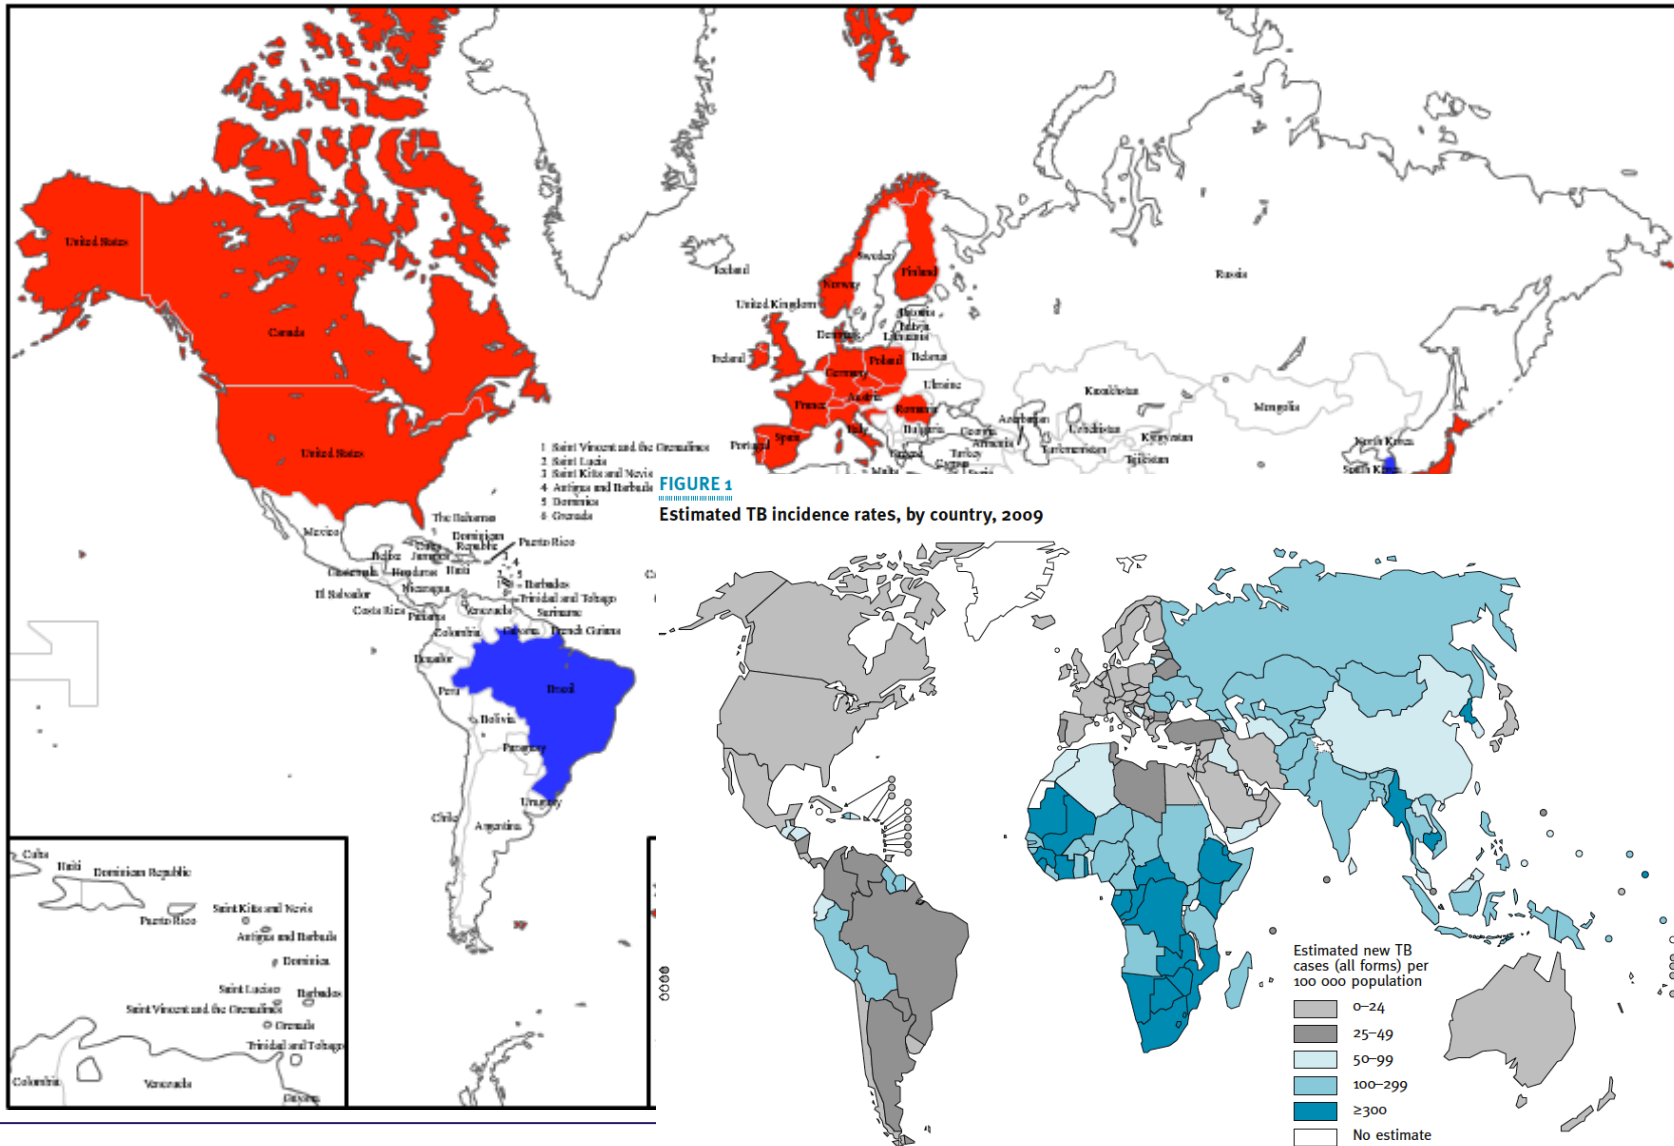 United States
Canada
United States
Iceland
Sweden
Finland
Norway
United Kingdom
Ireland
Denmark
Estonia
Latvia
Lithuania
Belarus
Poland
Germany
Ukraine
France
Austria
Romania
Portugal
Spain
Italy
Bulgaria
Georgia
Armenia
Azerbaijan
Turkey
Russia
Kazakhstan
Uzbekistan
Kyrgyzstan
Turkmenistan
Tajikistan
Mongolia
North Korea
South Korea
1 Saint Vincent and the Grenadines
2 Saint Lucia
3 Saint Kitts and Nevis
4 Antigua and Barbuda
5 Dominica
6 Grenada
Mexico
The Bahamas
Cuba
Dominican
Republic
Puerto Rico
Belize
Jamaica
Haiti
Guatemala
Honduras
El Salvador
Nicaragua
Costa Rica
Panama
Barbados
Trinidad and Tobago
Venezuela
Suriname
Colombia
Guyana
French Guiana
Ecuador
Peru
Brazil
Bolivia
Paraguay
Uruguay
Chile
Argentina
Cuba
Haiti
Dominican Republic
Puerto Rico
Saint Kitts and Nevis
Antigua and Barbuda
Dominica
Saint Lucia
Barbados
Saint Vincent and the Grenadines
Grenada
Trinidad and Tobago
Colombia
Venezuela
Guyana
FIGURE 1
Estimated TB incidence rates, by country, 2009
Estimated new TB
cases (all forms) per
100 000 population
0–24
25–49
50–99
100–299
≥300
No estimate